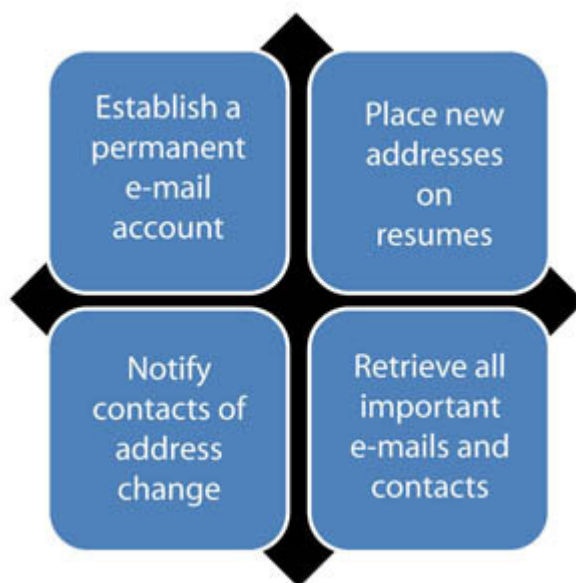 Establish a
permanent
e-mail
account
Place new
addresses
on
resumes
Notify
contacts of
address
change
Retrieve all
important
e-mails and
contacts